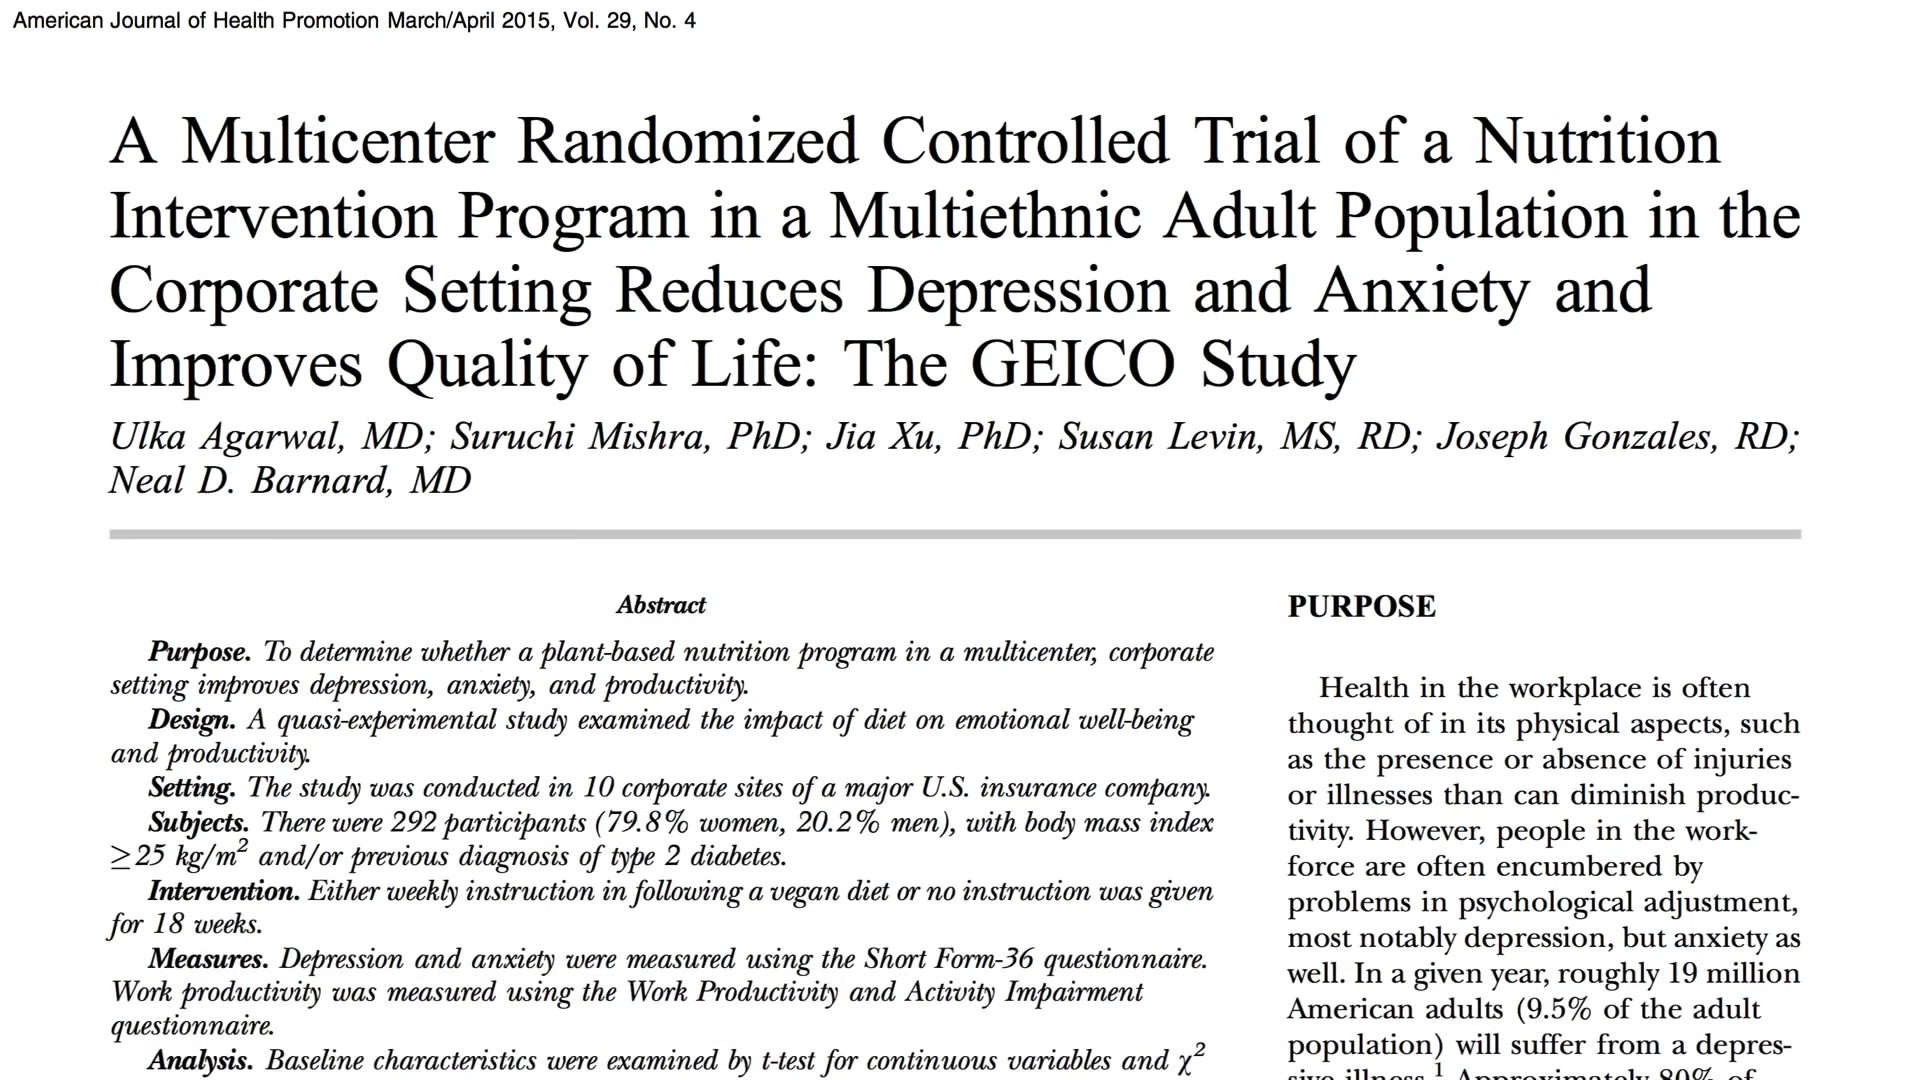 American Journal of Health Promotion March/April 2015, Vol. 29, No. 4
A Multicenter Randomized Controlled Trial of a Nutrition
Intervention Program in a Multiethnic Adult Population in the
Corporate Setting Reduces Depression and Anxiety and
Improves Quality of Life: The GEICO Study
Ulka Agarwal, MD; Suruchi Mishra, PhD; Jia Xu, PhD; Susan Levin, MS, RD; Joseph Gonzales, RD;
Neal D. Barnard, MD
Abstract
Purpose. To determine whether a plant-based nutrition program in a multicenter, corporate
setting improves depression, anxiety, and productivity.
Design. A quasi-experimental study examined the impact of diet on emotional well-being
and productivity.
Setting. The study was conducted in 10 corporate sites of a major U.S. insurance company.
Subjects. There were 292 participants (79.8% women, 20.2% men), with body mass index
≥25 kg/m² and/or previous diagnosis of type 2 diabetes.
Intervention. Either weekly instruction in following a vegan diet or no instruction was given
for 18 weeks.
Measures. Depression and anxiety were measured using the Short Form-36 questionnaire.
Work productivity was measured using the Work Productivity and Activity Impairment
questionnaire.
Analysis. Baseline characteristics were examined by t-test for continuous variables and χ²
PURPOSE
Health in the workplace is often
thought of in its physical aspects, such
as the presence or absence of injuries
or illnesses than can diminish produc-
tivity. However, people in the work-
force are often encumbered by
problems in psychological adjustment,
most notably depression, but anxiety as
well. In a given year, roughly 19 million
American adults (9.5% of the adult
population) will suffer from a depres-
sive illness.¹ Approximately 80% of